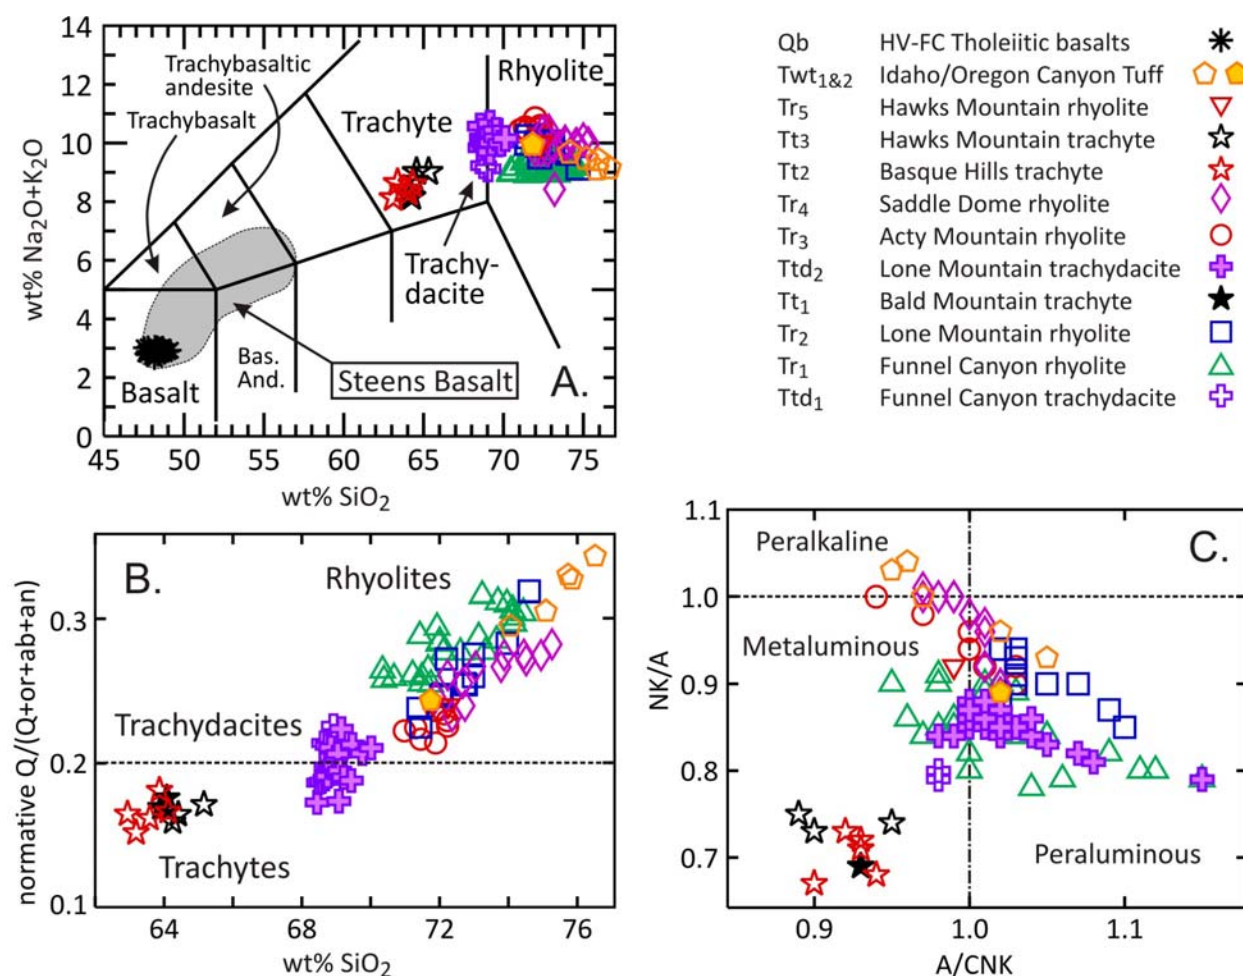 14
12
10
8
6
4
2
0
wt% Na₂O+K₂O
Trachybasaltic
andesite
Trachybasalt
Trachyte
Rhyolite
Trachy-
dacite
Bas.
And.
Basalt
Steens Basalt
A.
45 50 55 60 65 70 75
wt% SiO₂
Qb HV-FC Tholeiitic basalts
Twt₁&₂ Idaho/Oregon Canyon Tuff
Tr₅ Hawks Mountain rhyolite
Tt₃ Hawks Mountain trachyte
Tt₂ Basque Hills trachyte
Tr₄ Saddle Dome rhyolite
Tr₃ Acty Mountain rhyolite
Ttd₂ Lone Mountain trachydacite
Tt₁ Bald Mountain trachyte
Tr₂ Lone Mountain rhyolite
Tr₁ Funnel Canyon rhyolite
Ttd₁ Funnel Canyon trachydacite
B.
Rhyolites
Trachydacites
Trachytes
0.3
0.2
0.1
normative Q/(Q+or+ab+an)
64 68 72 76
wt% SiO₂
C.
Peralkaline
Metaluminous
Peraluminous
1.1
1.0
0.9
0.8
0.7
NK/A
0.9 1.0 1.1
A/CNK